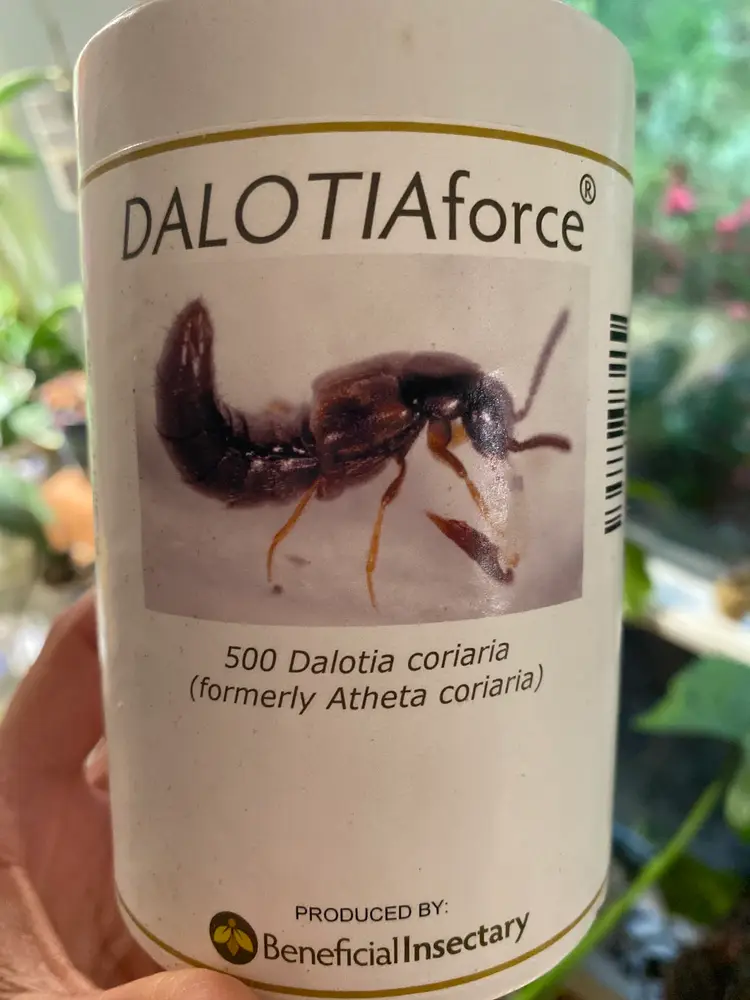 DALOTIAforce®
500 Dalotia coriaria
(formerly Atheta coriaria)
PRODUCED BY:
BeneficialInsectary